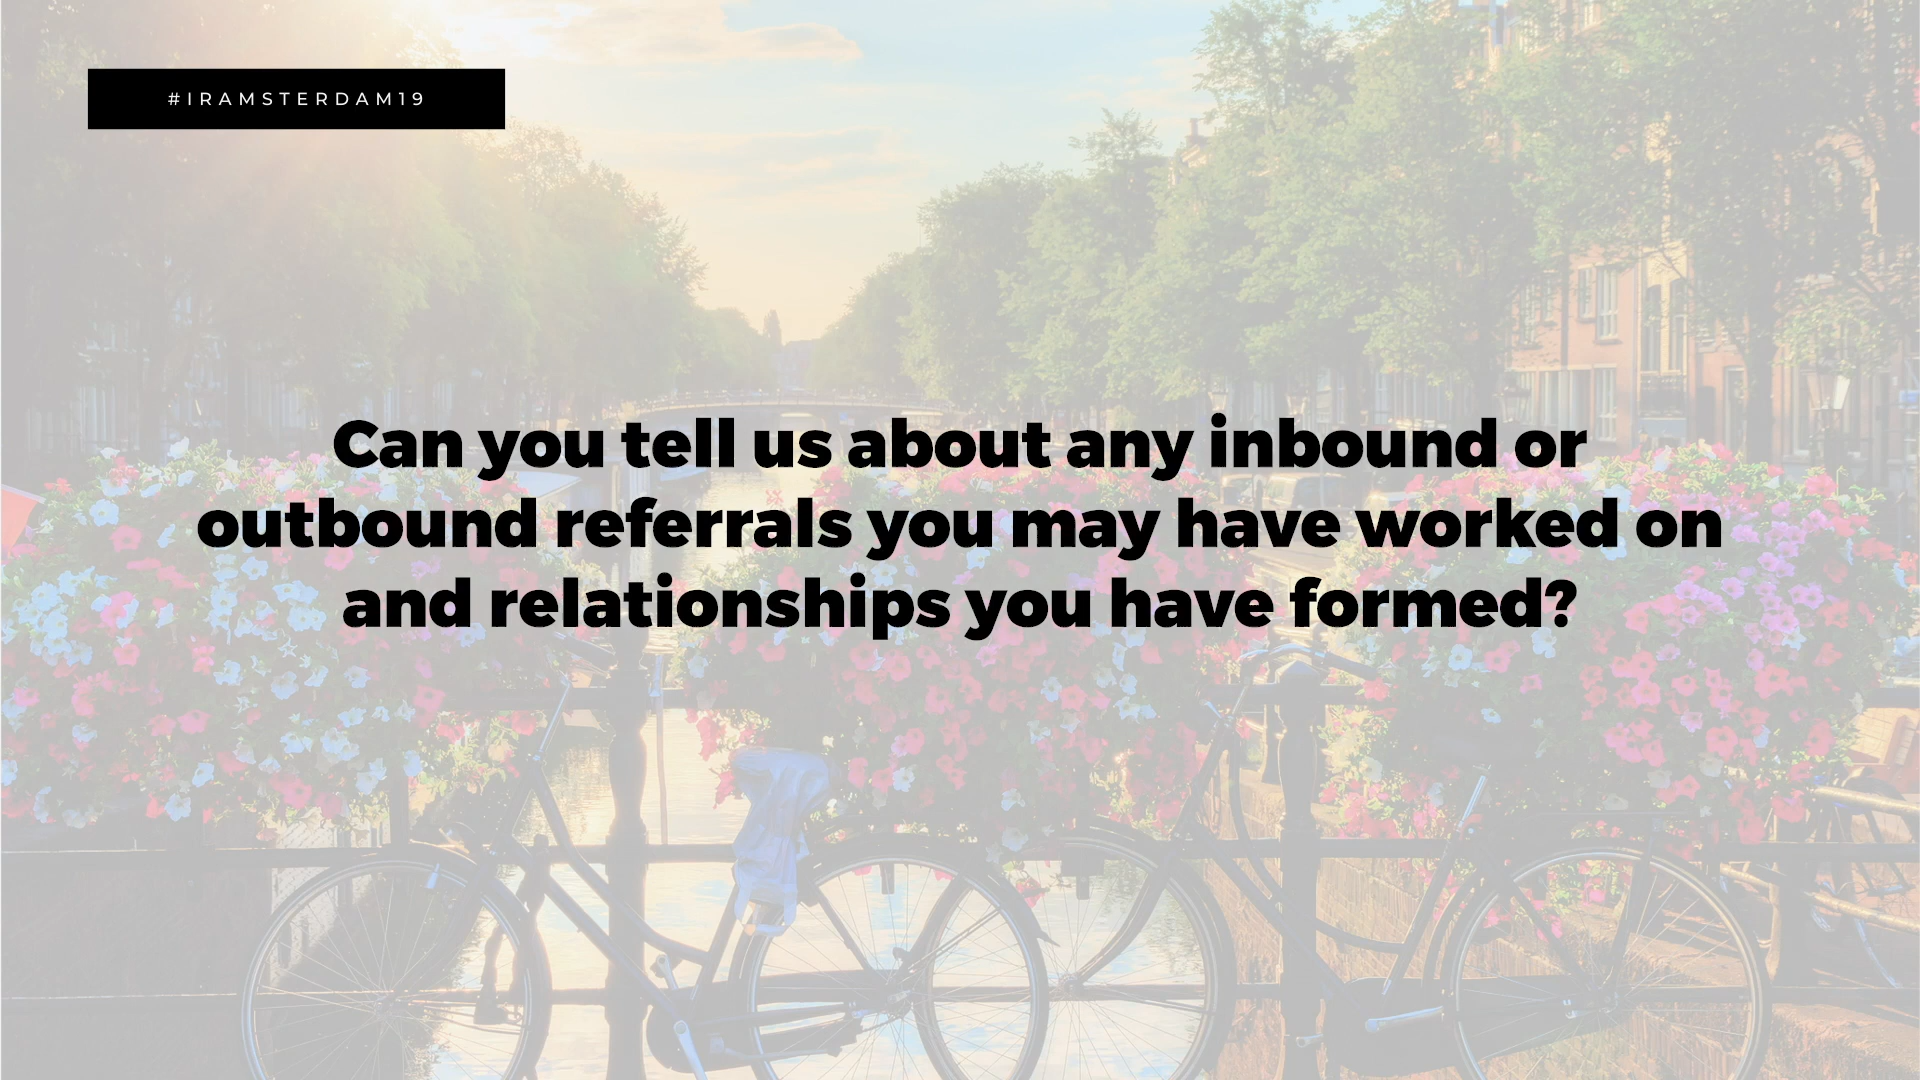 #IRAMSTERDAM19
Can you tell us about any inbound or
outbound referrals you may have worked on
and relationships you have formed?